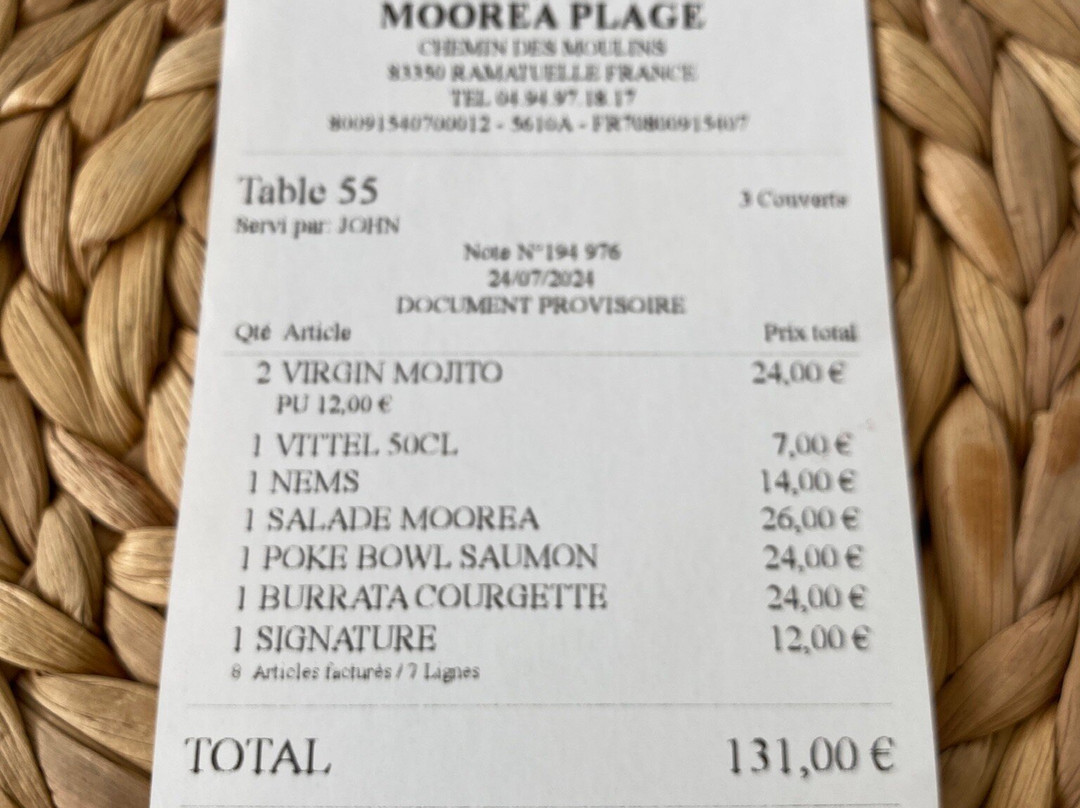 MOOREA PLAGE
CHEMIN DES MOULINS
83350 RAMATUELLE FRANCE
TEL 04.94.97.18.17
80091540700012 - 5610A - FR70800915407
Table 55
3 Couverts
Servi par: JOHN
Note N°194 976
24/07/2024
DOCUMENT PROVISOIRE
Qté Article Prix total
2 VIRGIN MOJITO 24,00 €
PU 12,00 €
1 VITTEL 50CL 7,00 €
1 NEMS 14,00 €
1 SALADE MOOREA 26,00 €
1 POKE BOWL SAUMON 24,00 €
1 BURRATA COURGETTE 24,00 €
1 SIGNATURE 12,00 €
8 Articles facturés / 7 Lignes
TOTAL 131,00 €